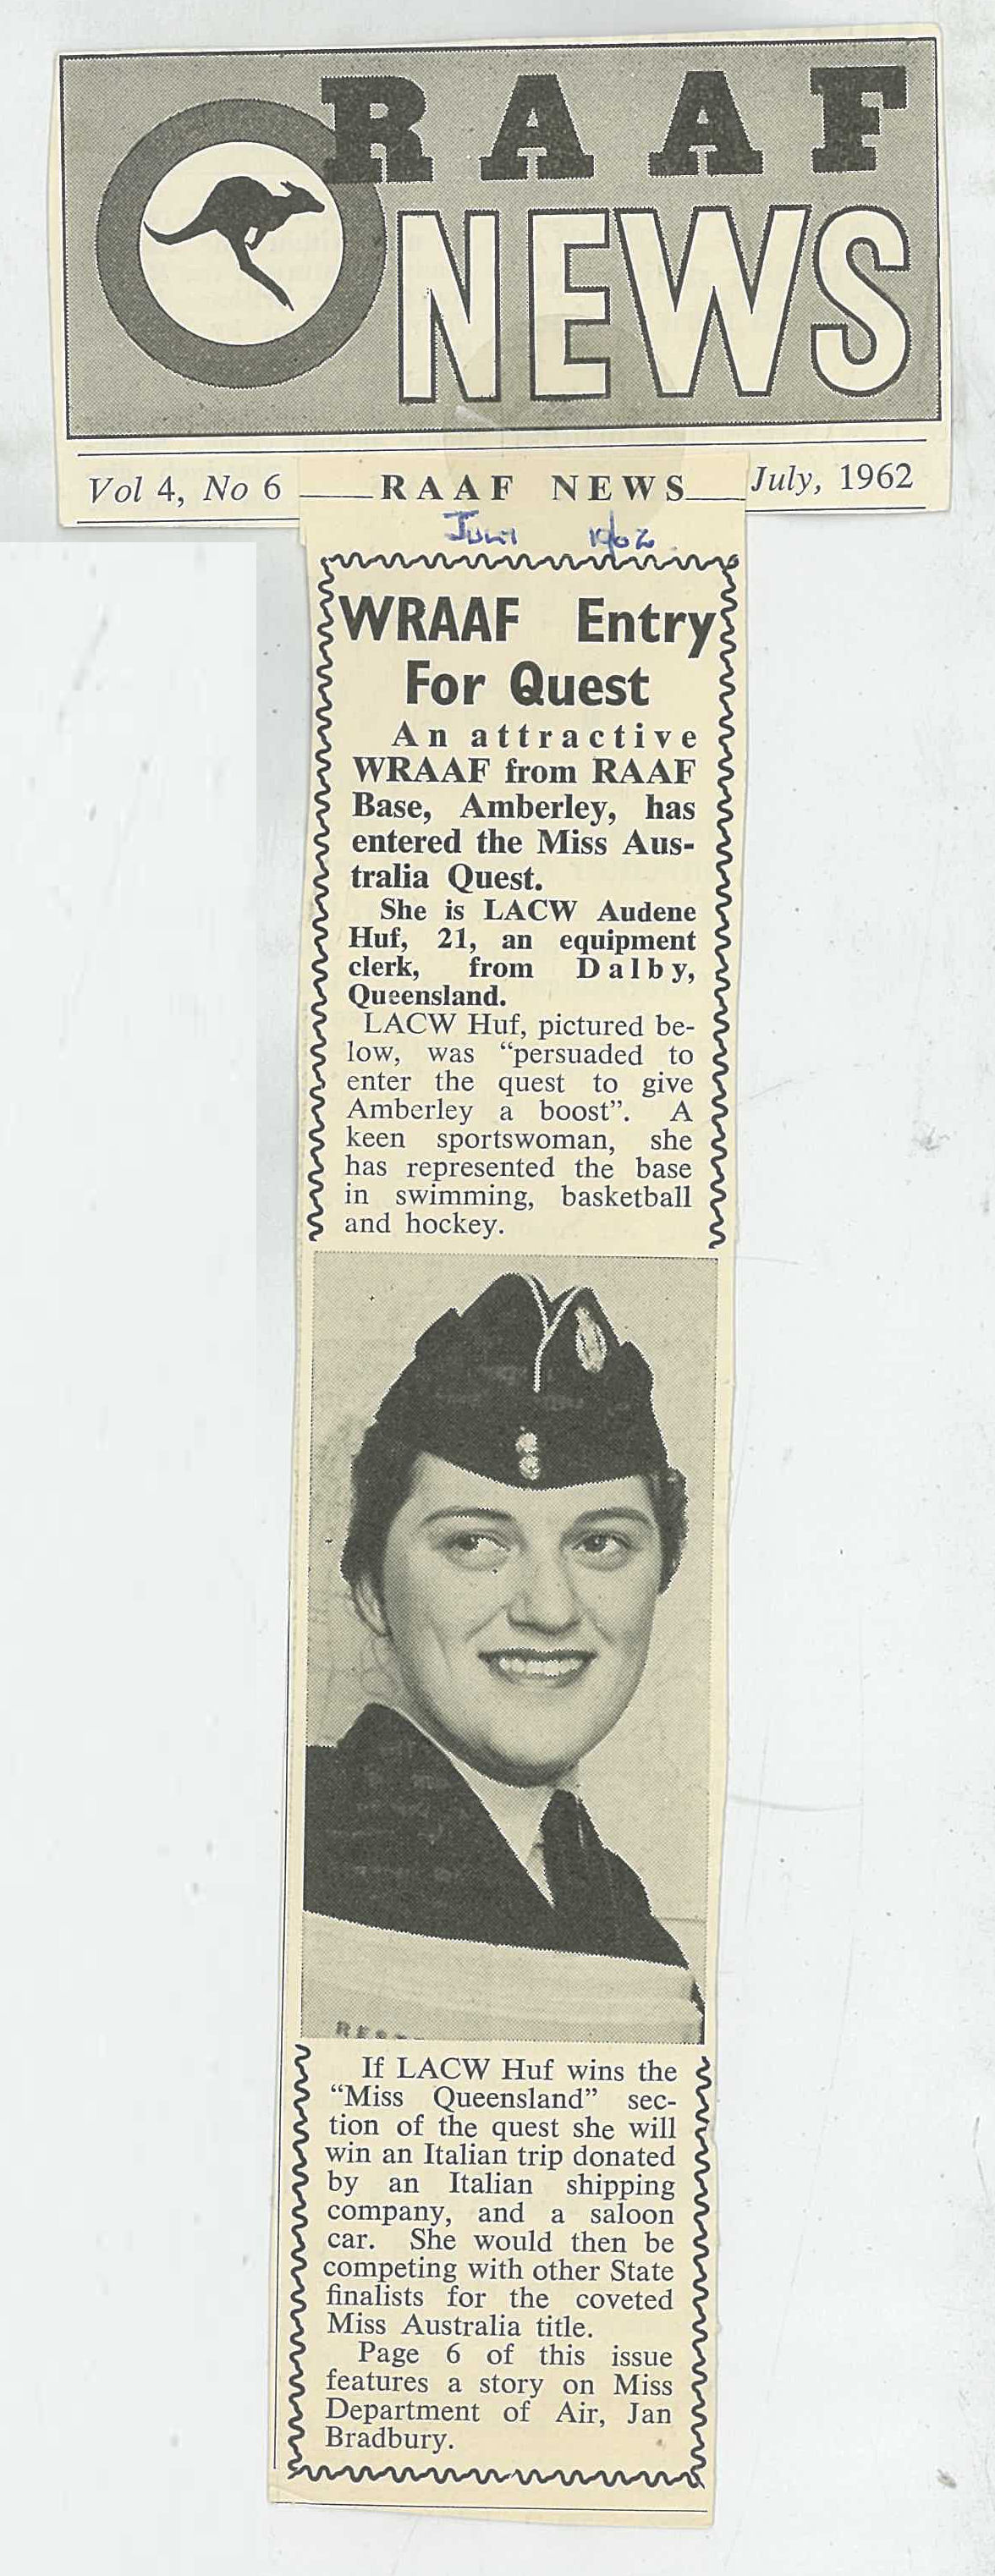 RAAF
NEWS
Vol 4, No 6
RAAF NEWS
July, 1962
WRAAF Entry
For Quest
An attractive
WRAAF from RAAF
Base, Amberley, has
entered the Miss Aus-
tralia Quest.
She is LACW Audene
Huf, 21, an equipment
clerk, from Dalby,
Queensland.
LACW Huf, pictured be-
low, was “persuaded to
enter the quest to give
Amberley a boost”. A
keen sportswoman, she
has represented the base
in swimming, basketball
and hockey.
If LACW Huf wins the
“Miss Queensland” sec-
tion of the quest she will
win an Italian trip donated
by an Italian shipping
company, and a saloon
car. She would then be
competing with other State
finalists for the coveted
Miss Australia title.
Page 6 of this issue
features a story on Miss
Department of Air, Jan
Bradbury.